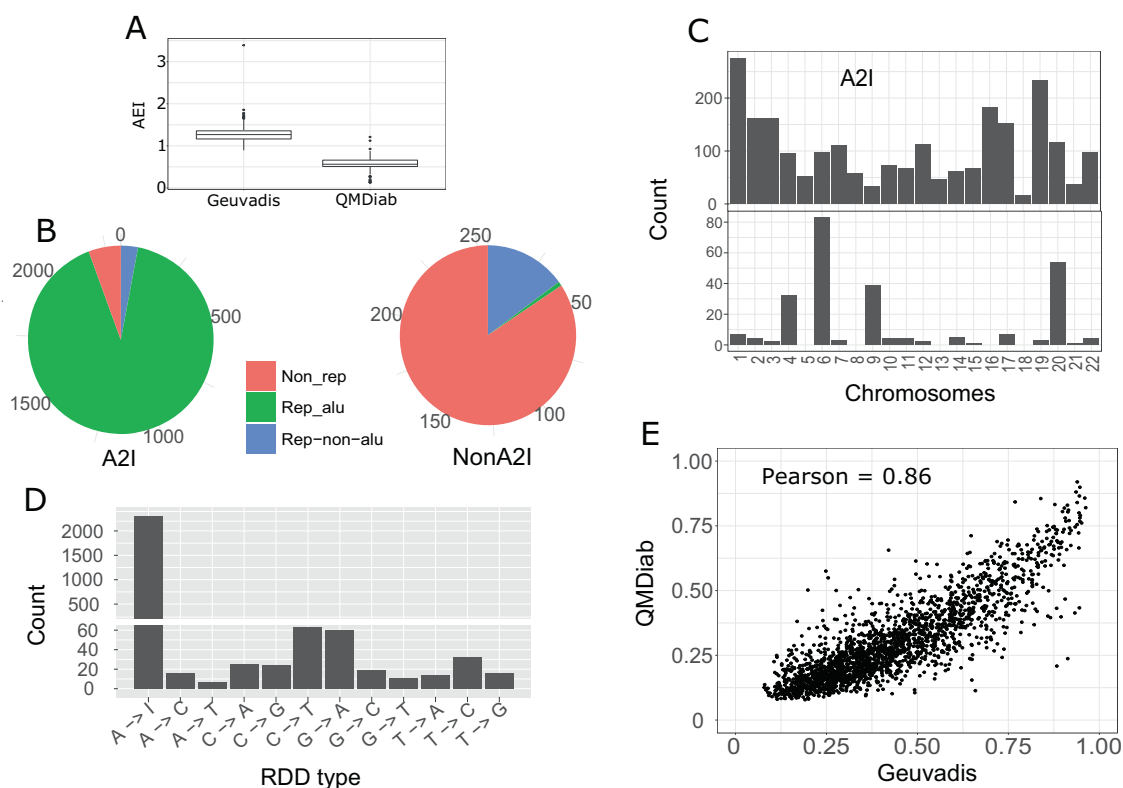 A
AEI
3
2
1
0
Geuvadis QMDiab
B
0
500
1000
1500
2000
A2I
Non_rep
Rep_alu
Rep-non-alu
250
50
100
150
200
NonA2I
C
A2I
Count
200
100
0
80
60
40
20
0
1 2 3 4 5 6 7 8 9 10 11 12 13 14 15 16 17 18 19 20 21 22
Chromosomes
D
Count
2000
1500
1000
500
60
40
20
0
A -> I A -> C A -> T C -> A C -> G C -> T G -> A G -> C G -> T T -> A T -> C T -> G
RDD type
E
Pearson = 0.86
QMDiab
1.00
0.75
0.50
0.25
0
0 0.25 0.50 0.75 1.00
Geuvadis